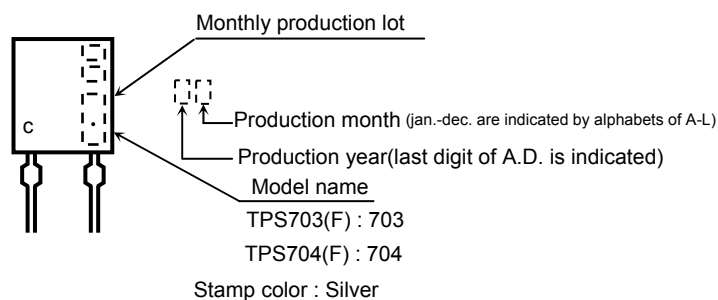 Monthly production lot
c
Production month (jan.-dec. are indicated by alphabets of A-L)
Production year(last digit of A.D. is indicated)
Model name
TPS703(F) : 703
TPS704(F) : 704
Stamp color : Silver